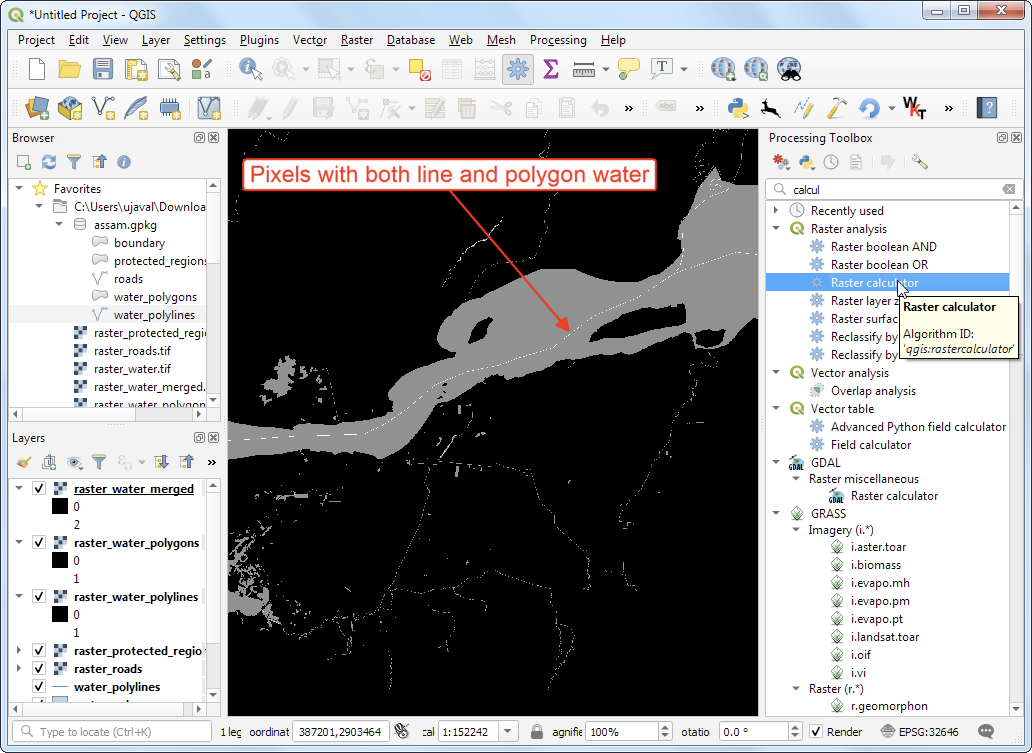 *Untitled Project - QGIS
Project Edit View Layer Settings Plugins Vector Raster Database Web Mesh Processing Help
Browser
Favorites
C:\Users\ujaval\Downloa
assam.gpkg
boundary
protected_regions
roads
water_polygons
water_polylines
raster_protected_regio
raster_roads.tif
raster_water.tif
raster_water_merged.
raster_water_polygon
Layers
raster_water_merged
0
2
raster_water_polygons
0
1
raster_water_polylines
0
1
raster_protected_regio
raster_roads
water_polylines
Pixels with both line and polygon water
Processing Toolbox
calcul
Recently used
Raster analysis
Raster boolean AND
Raster boolean OR
Raster calculator
Raster layer z
Raster surfac
Reclassify by
Reclassify by
Raster calculator
Algorithm ID:
'qgis:rastercalculator'
Vector analysis
Overlap analysis
Vector table
Advanced Python field calculator
Field calculator
GDAL
Raster miscellaneous
Raster calculator
GRASS
Imagery (i.*)
i.aster.toar
i.biomass
i.evapo.mh
i.evapo.pm
i.evapo.pt
i.landsat.toar
i.oif
i.vi
Raster (r.*)
r.geomorphon
Type to locate (Ctrl+K) 1 leg oordinat 387201,2903464 cal 1:152242 agnifie 100% otatio 0.0 ° Render EPSG:32646